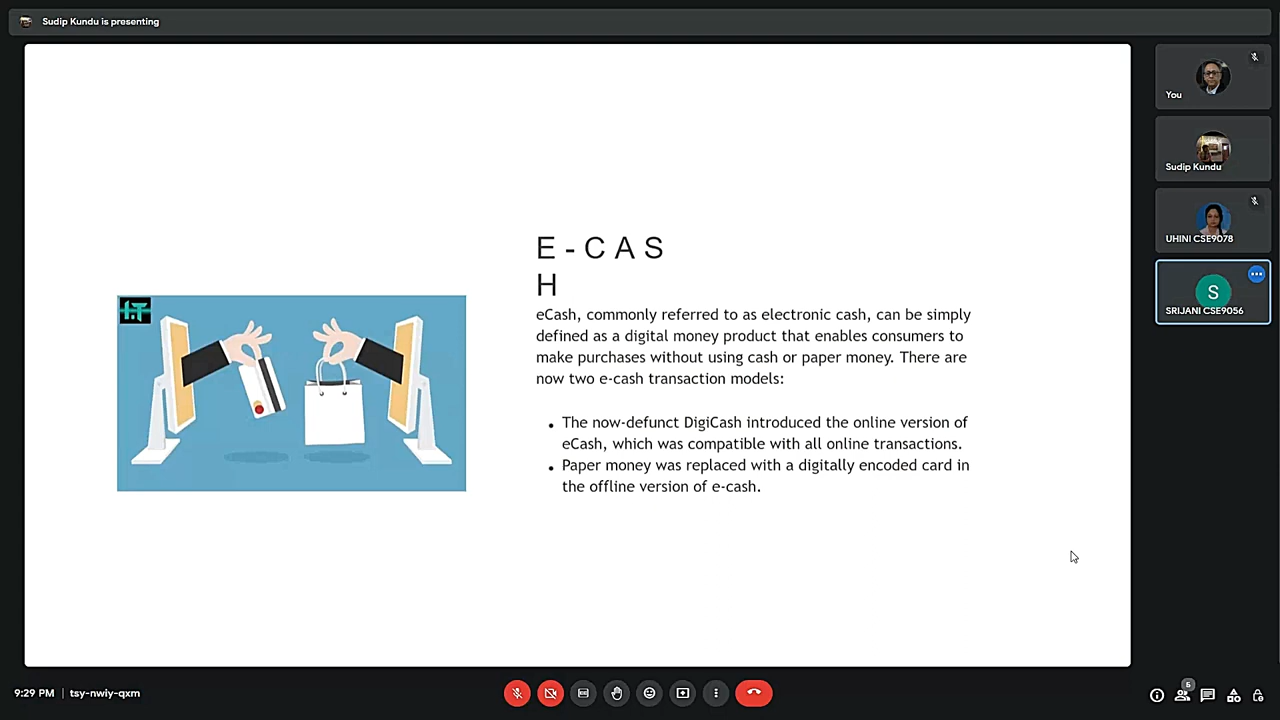 Sudip Kundu is presenting
You
Sudip Kundu
UHINI CSE9078
S
SRIJANI CSE9056
E-CAS
H
eCash, commonly referred to as electronic cash, can be simply
defined as a digital money product that enables consumers to
make purchases without using cash or paper money. There are
now two e-cash transaction models:
• The now-defunct DigiCash introduced the online version of
eCash, which was compatible with all online transactions.
• Paper money was replaced with a digitally encoded card in
the offline version of e-cash.
9:29 PM | tsy-nwiy-qxm